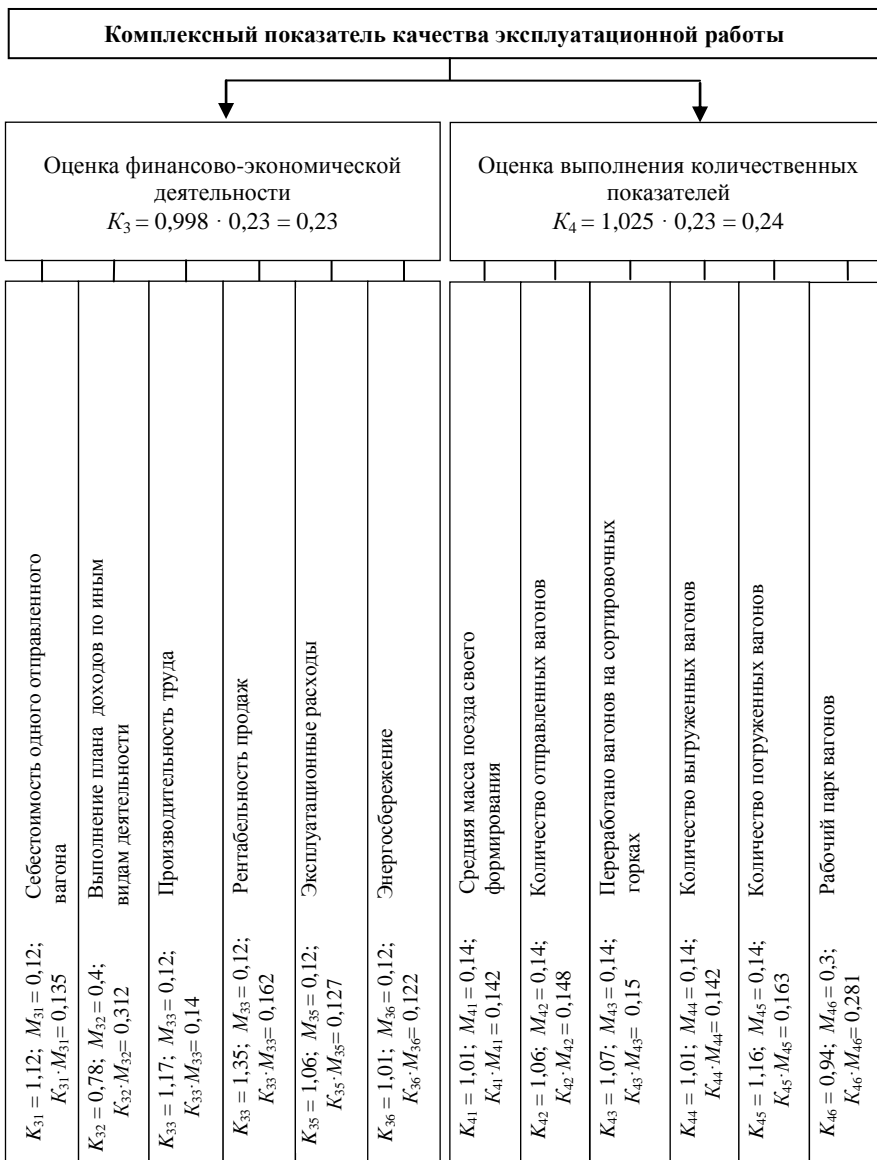 Комплексный показатель качества эксплуатационной работы
Оценка финансово-экономической
деятельности
K₃ = 0,998 · 0,23 = 0,23
Оценка выполнения количественных
показателей
K₄ = 1,025 · 0,23 = 0,24
Себестоимость одного отправленного
вагона
K₃₁ = 1,12; M₃₁ = 0,12;
K₃₁·M₃₁= 0,135
Выполнение плана доходов по иным
видам деятельности
K₃₂ = 0,78; M₃₂ = 0,4;
K₃₂·M₃₂= 0,312
Производительность труда
K₃₃ = 1,17; M₃₃ = 0,12;
K₃₃·M₃₃= 0,14
Рентабельность продаж
K₃₃ = 1,35; M₃₃ = 0,12;
K₃₃·M₃₃= 0,162
Эксплуатационные расходы
K₃₅ = 1,06; M₃₅ = 0,12;
K₃₅·M₃₅= 0,127
Энергосбережение
K₃₆ = 1,01; M₃₆ = 0,12;
K₃₆·M₃₆= 0,122
Средняя масса поезда своего
формирования
K₄₁ = 1,01; M₄₁ = 0,14;
K₄₁·M₄₁ = 0,142
Количество отправленных вагонов
K₄₂ = 1,06; M₄₂ = 0,14;
K₄₂·M₄₂ = 0,148
Переработано вагонов на сортировочных
горках
K₄₃ = 1,07; M₄₃ = 0,14;
K₄₃·M₄₃ = 0,15
Количество выгруженных вагонов
K₄₄ = 1,01; M₄₄ = 0,14;
K₄₄·M₄₄= 0,142
Количество погруженных вагонов
K₄₅ = 1,16; M₄₅ = 0,14;
K₄₅·M₄₅= 0,163
Рабочий парк вагонов
K₄₆ = 0,94; M₄₆ = 0,3;
K₄₆·M₄₆= 0,281